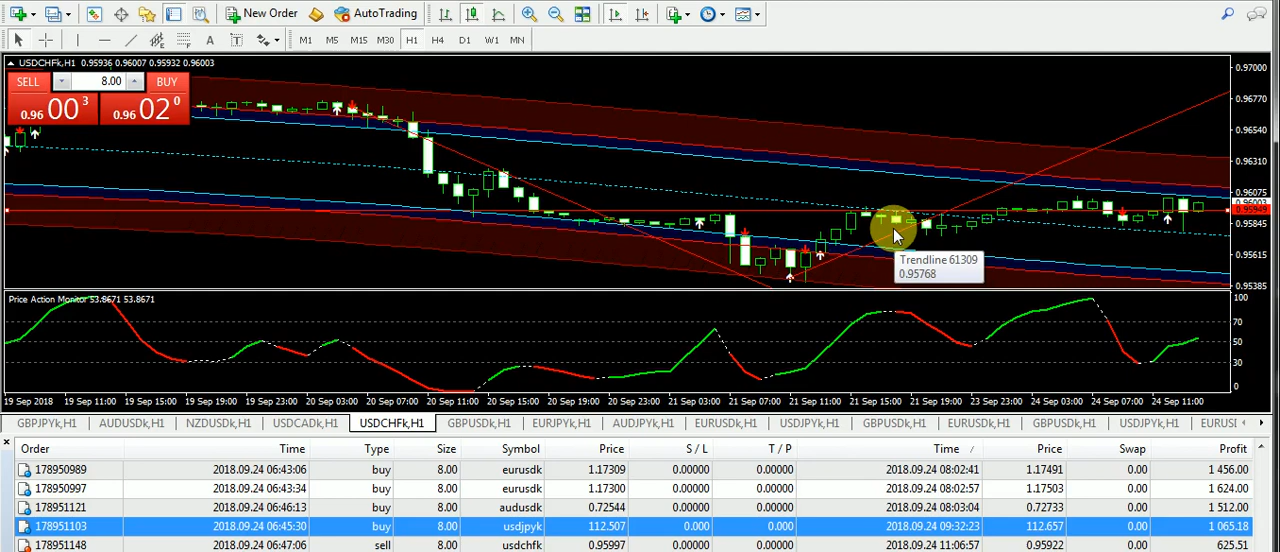 New Order AutoTrading
A T M1 M5 M15 M30 H1 H4 D1 W1 MN
USDCHFk,H1 0.95936 0.96007 0.95932 0.96003
SELL 8.00 BUY
0.96 00 3 0.96 02 0
0.97000
0.96770
0.96540
0.96310
0.96075
0.96003
0.95949
0.95845
0.95615
0.95385
Trendline 61309
0.95768
Price Action Monitor 53.8671 53.8671
100
70
50
30
0
19 Sep 2018 19 Sep 11:00 19 Sep 15:00 19 Sep 19:00 19 Sep 23:00 20 Sep 03:00 20 Sep 07:00 20 Sep 11:00 20 Sep 15:00 20 Sep 19:00 20 Sep 23:00 21 Sep 03:00 21 Sep 07:00 21 Sep 11:00 21 Sep 15:00 21 Sep 19:00 23 Sep 23:00 24 Sep 03:00 24 Sep 07:00 24 Sep 11:00
GBPJPYk,H1 AUDUSDk,H1 NZDUSDk,H1 USDCADk,H1 USDCHFk,H1 GBPUSDk,H1 EURJPYk,H1 AUDJPYk,H1 EURUSDk,H1 USDJPYk,H1 GBPUSDk,H1 EURUSDk,H1 GBPUSDk,H1 USDJPYk,H1 EURUSI
Order Time Type Size Symbol Price S / L T / P Time / Price Swap Profit
178950989 2018.09.24 06:43:06 buy 8.00 eurusdk 1.17309 0.00000 0.00000 2018.09.24 08:02:41 1.17491 0.00 1 456.00
178950997 2018.09.24 06:43:34 buy 8.00 eurusdk 1.17300 0.00000 0.00000 2018.09.24 08:02:57 1.17503 0.00 1 624.00
178951121 2018.09.24 06:46:13 buy 8.00 audusdk 0.72544 0.00000 0.00000 2018.09.24 08:03:04 0.72733 0.00 1 512.00
178951103 2018.09.24 06:45:30 buy 8.00 usdjpyk 112.507 0.000 0.000 2018.09.24 09:32:23 112.657 0.00 1 065.18
178951148 2018.09.24 06:47:06 sell 8.00 usdchfk 0.95997 0.00000 0.00000 2018.09.24 11:06:57 0.95922 0.00 625.51